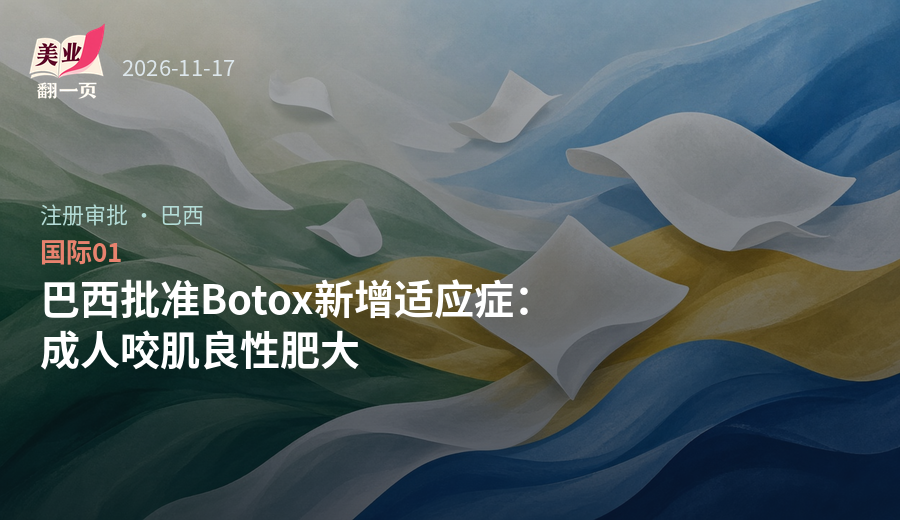 美业
翻一页
2026-11-17
注册审批 · 巴西
国际01
巴西批准Botox新增适应症：
成人咬肌良性肥大